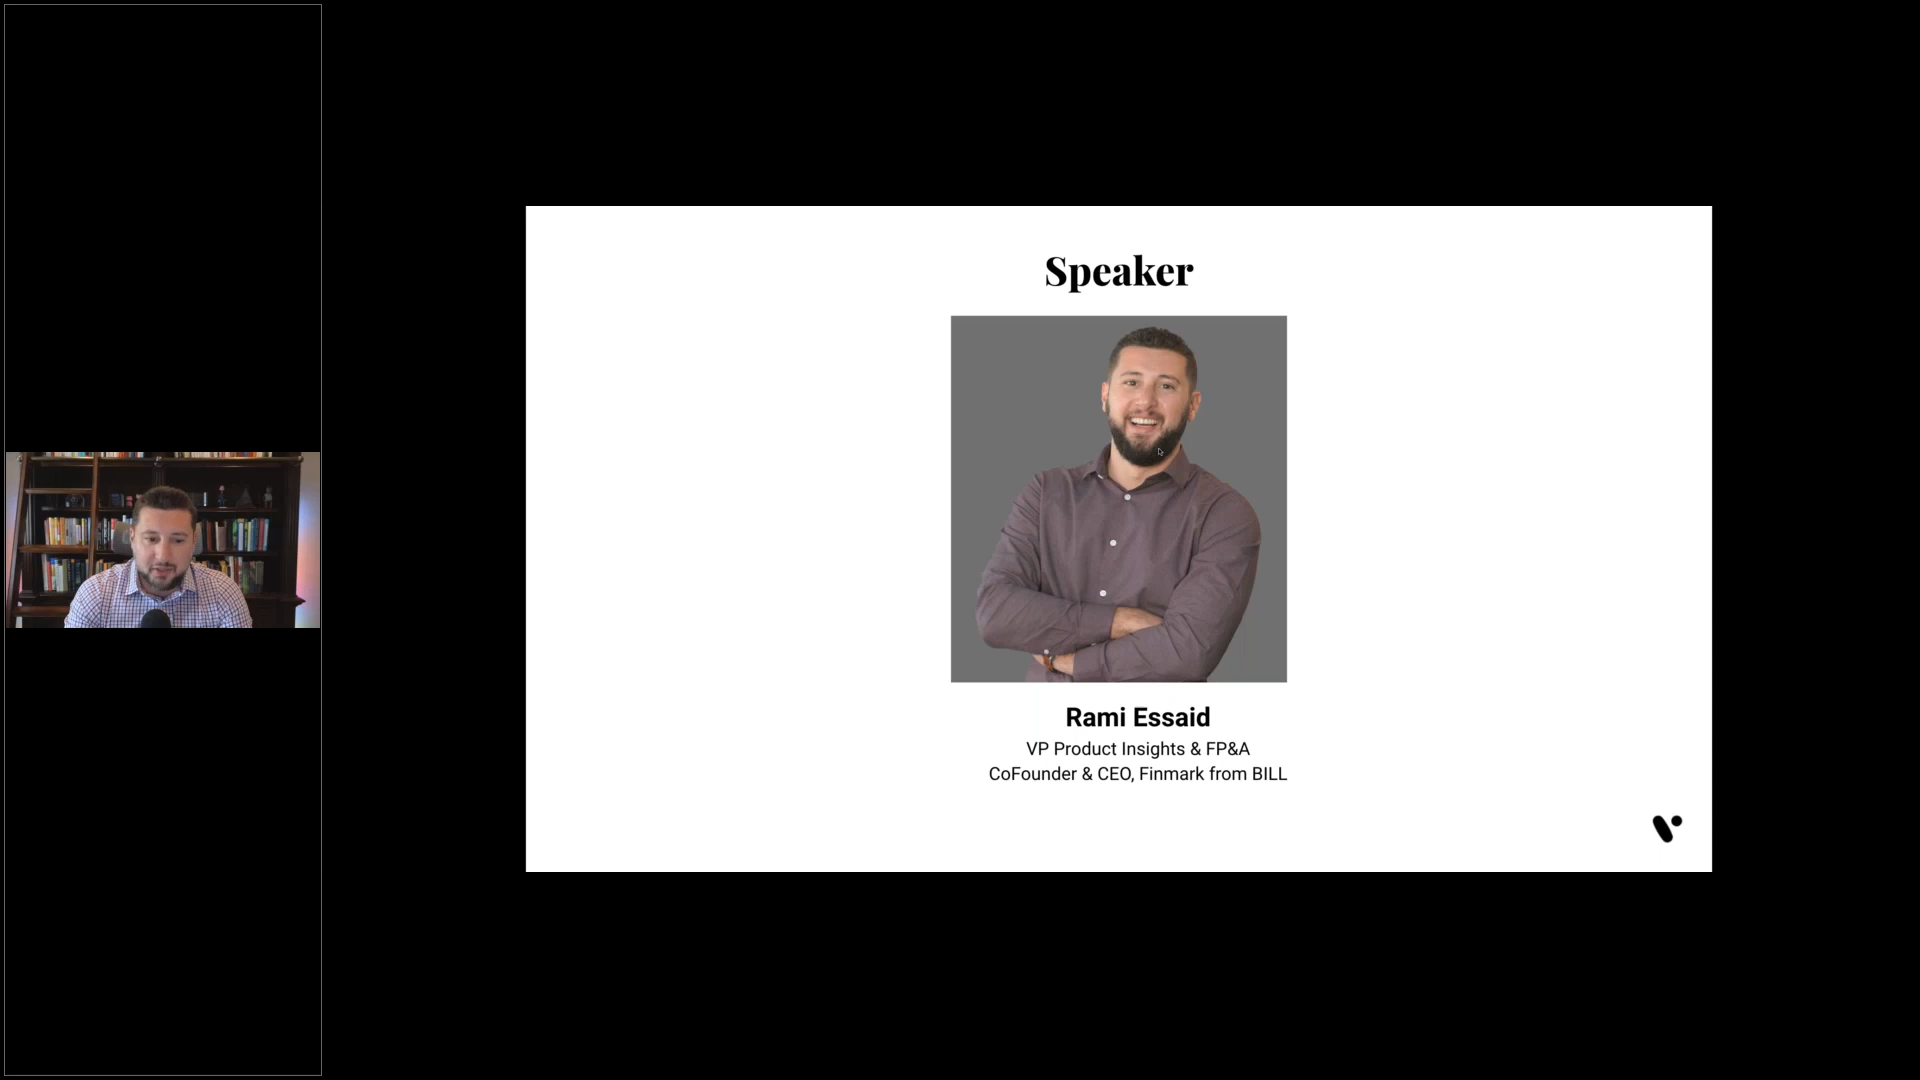 Speaker
Rami Essaid
VP Product Insights & FP&A
CoFounder & CEO, Finmark from BILL